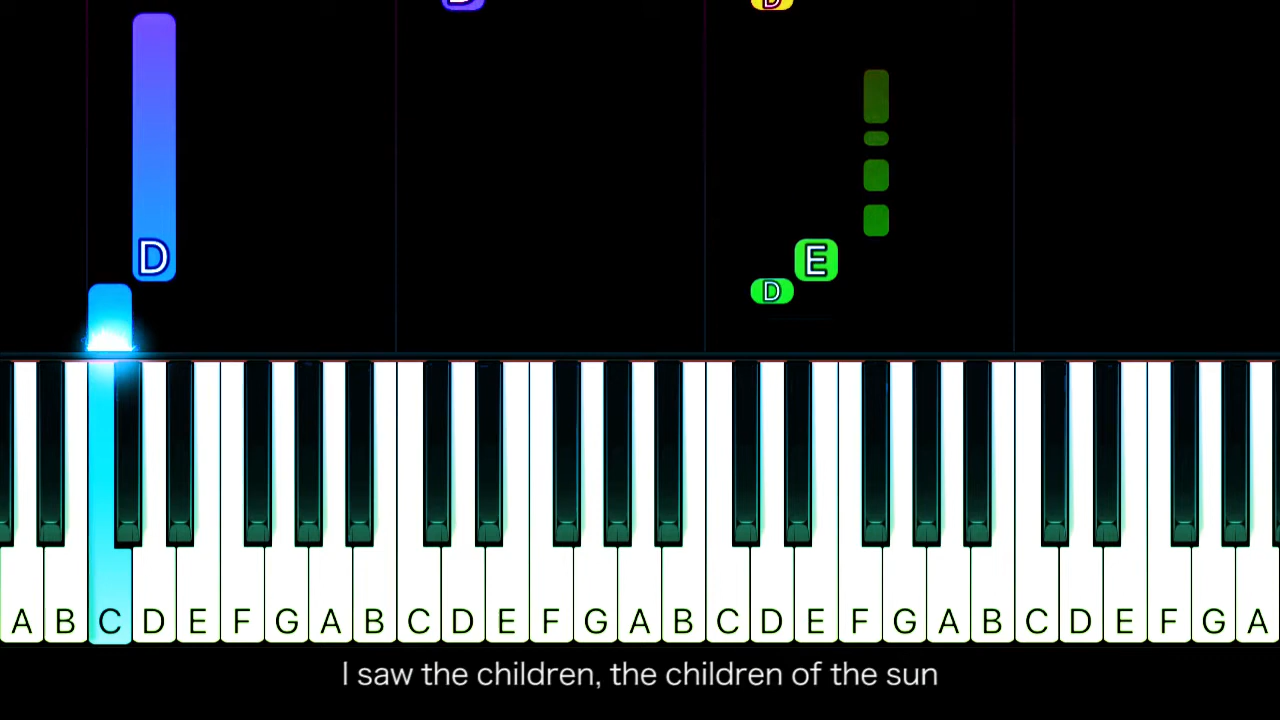 D D
D
E
D
A B C D E F G A B C D E F G A B C D E F G A B C D E F G A
I saw the children, the children of the sun